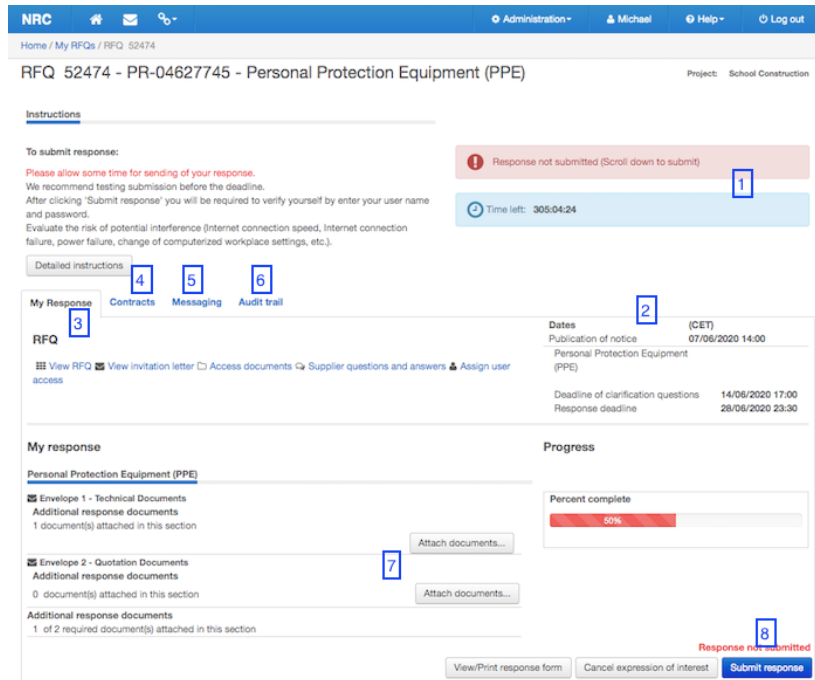 NRC Administration Michael Help Log out
Home / My RFQs / RFQ 52474
RFQ 52474 - PR-04627745 - Personal Protection Equipment (PPE)
Project: School Construction
Instructions
To submit response:
Please allow some time for sending of your response.
We recommend testing submission before the deadline.
After clicking 'Submit response' you will be required to verify yourself by enter your user name
and password.
Evaluate the risk of potential interference (Internet connection speed, Internet connection
failure, power failure, change of computerized workplace settings, etc.).
Detailed instructions
Response not submitted (Scroll down to submit)
1
Time left: 305:04:24
4
5
6
My Response Contracts Messaging Audit trail
3
RFQ
View RFQ View invitation letter Access documents Supplier questions and answers Assign user
access
2
Dates (CET)
Publication of notice 07/06/2020 14:00
Personal Protection Equipment
(PPE)
Deadline of clarification questions 14/06/2020 17:00
Response deadline 28/06/2020 23:30
My response
Personal Protection Equipment (PPE)
Envelope 1 - Technical Documents
Additional response documents
1 document(s) attached in this section
Attach documents...
Envelope 2 - Quotation Documents
7
Additional response documents
0 document(s) attached in this section
Attach documents...
Additional response documents
1 of 2 required document(s) attached in this section
Progress
Percent complete
50%
8
Response not submitted
View/Print response form Cancel expression of interest Submit response